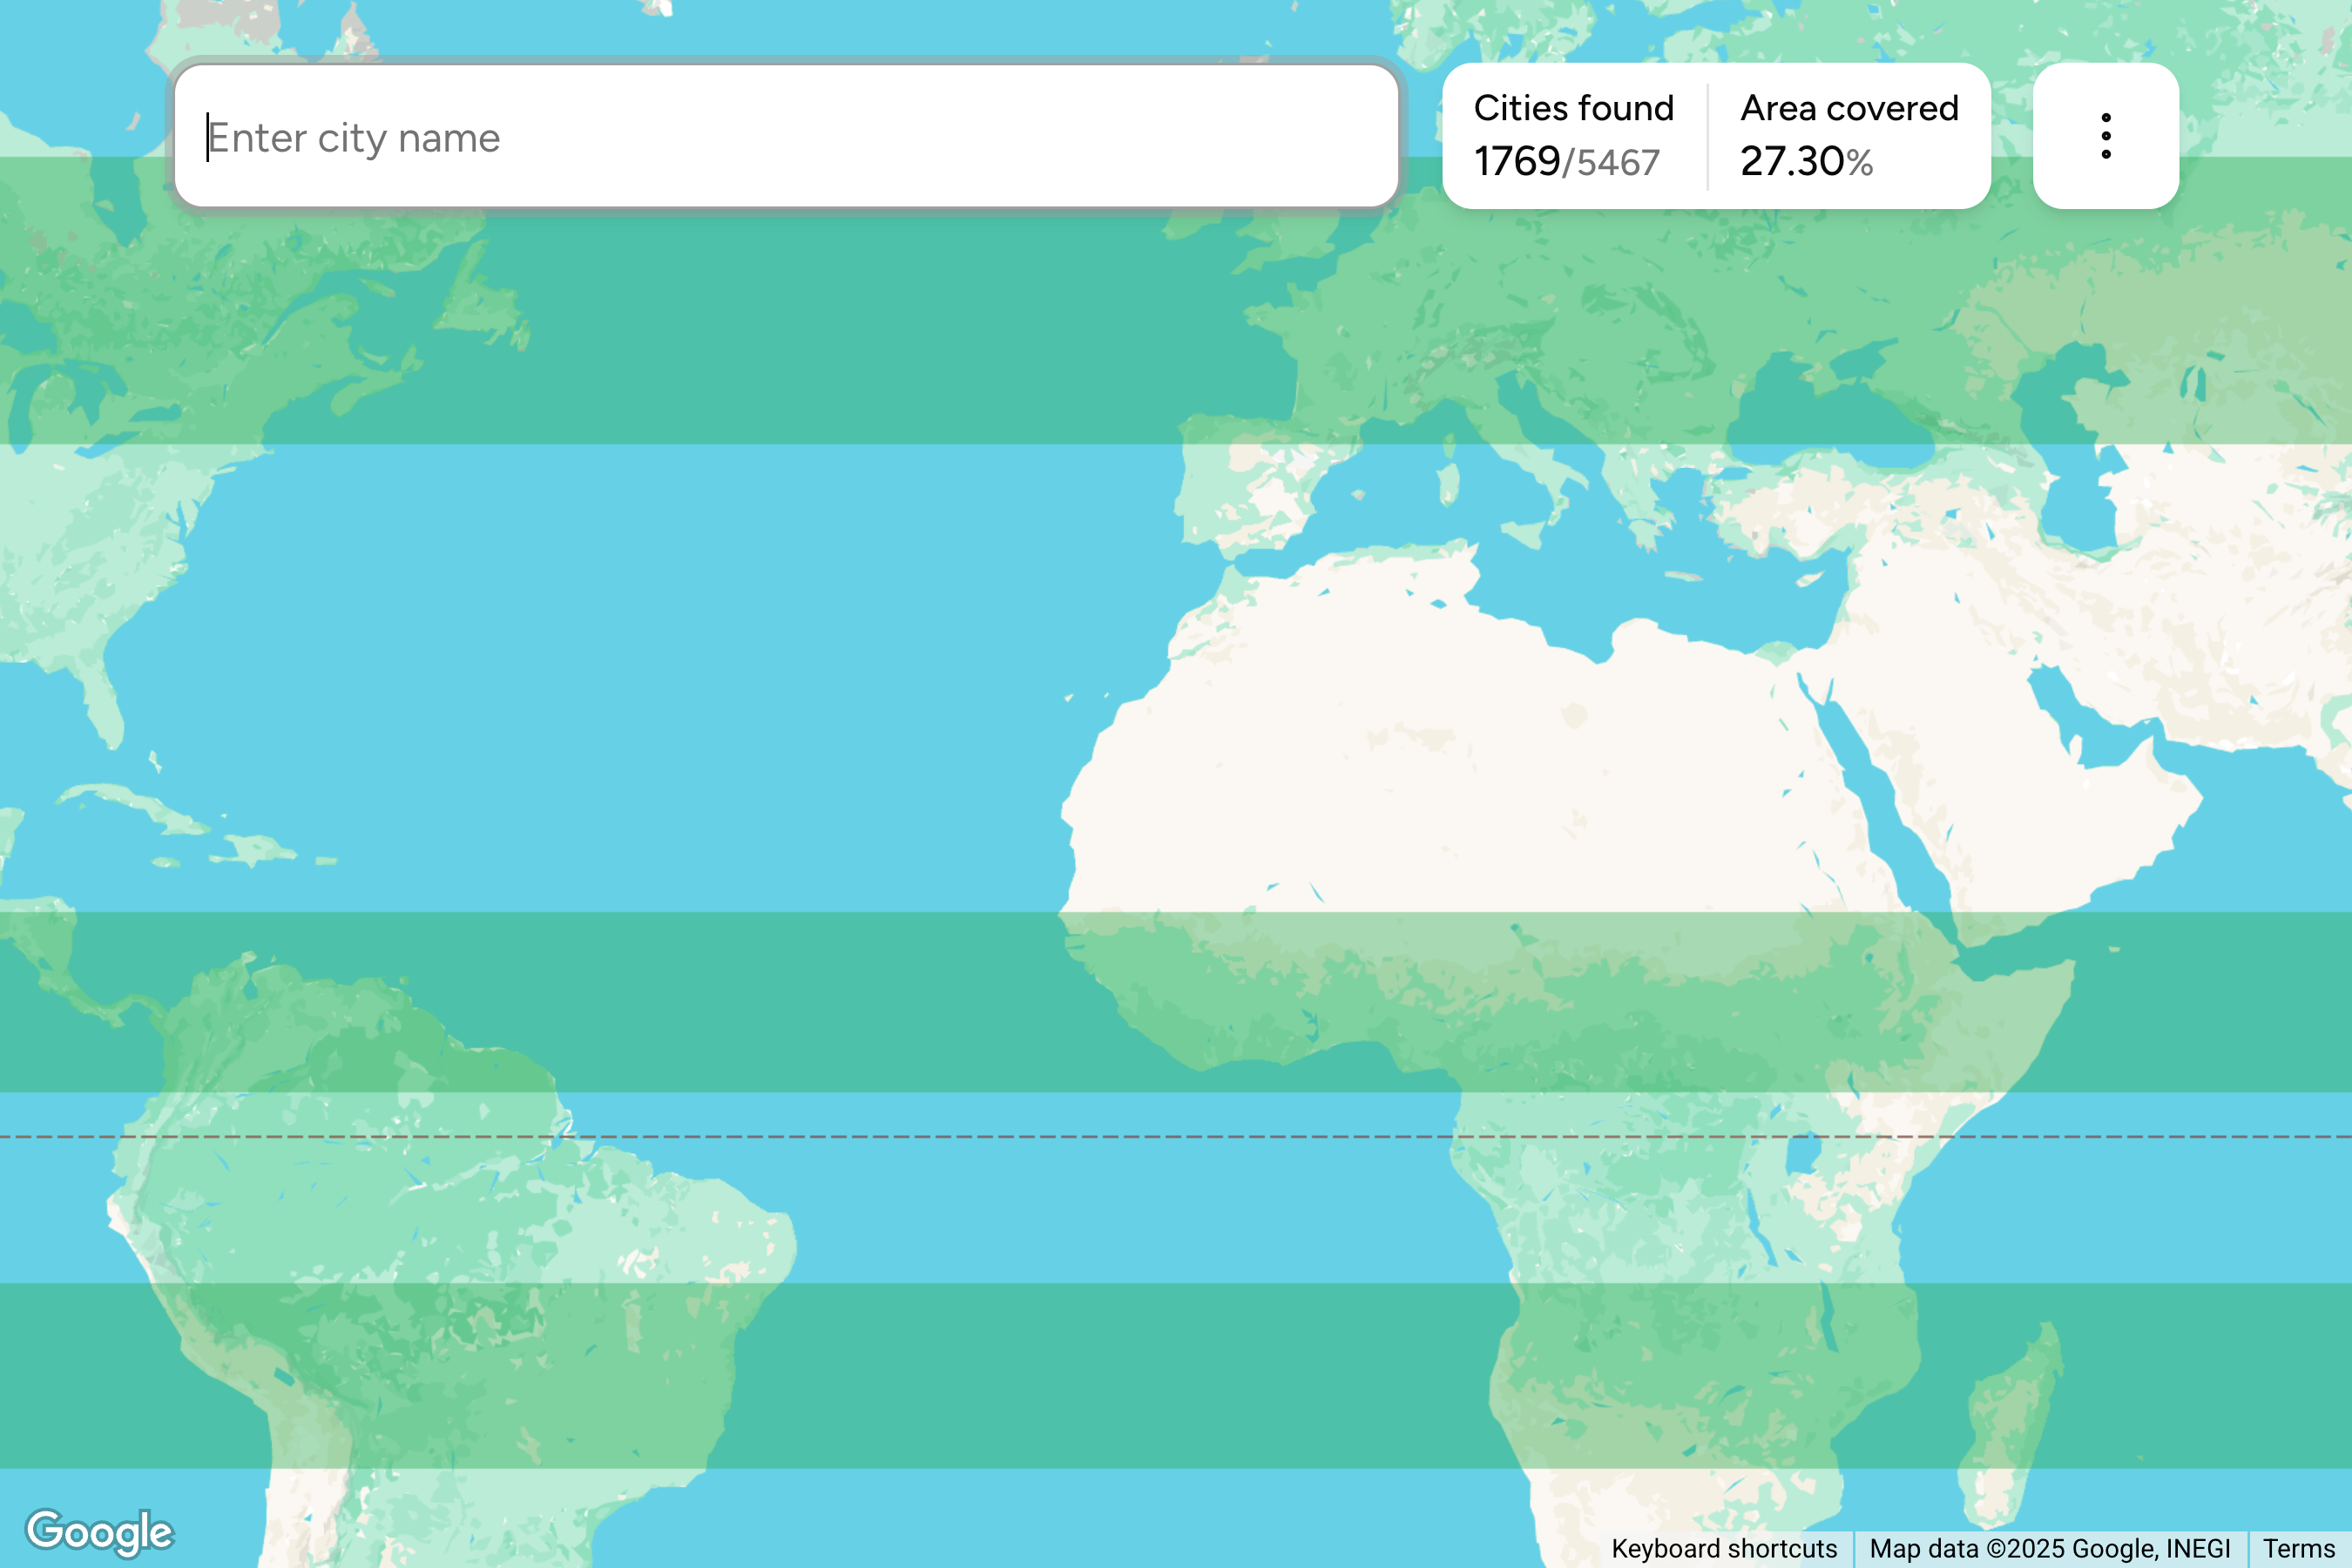 Enter city name
Cities found
1769/5467
Area covered
27.30%
Google
Keyboard shortcuts
Map data ©2025 Google, INEGI
Terms